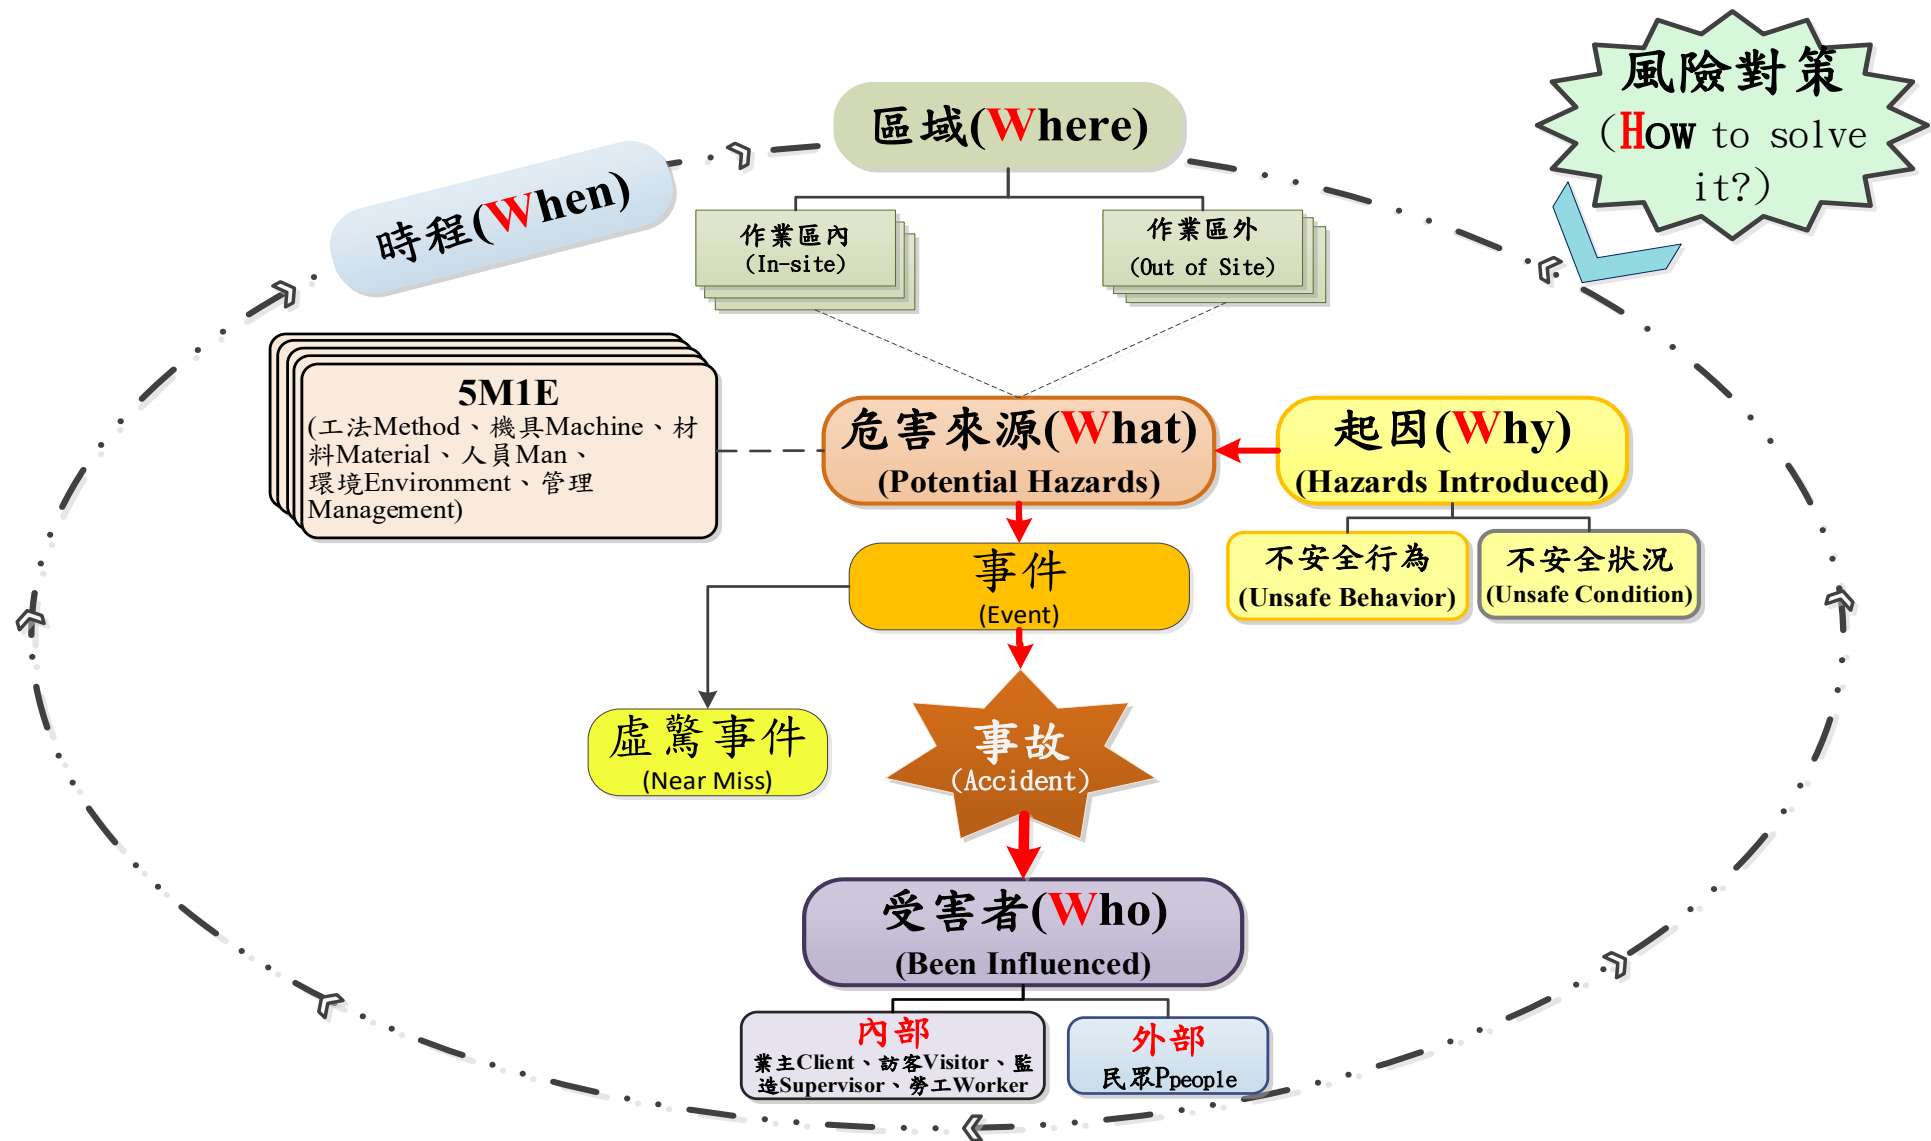 風險對策
(How to solve
it?)
區域(Where)
時程(When)
作業區內
(In-site)
作業區外
(Out of Site)
5M1E
(工法Method、機具Machine、材
料Material、人員Man、
環境Environment、管理
Management)
危害來源(What)
(Potential Hazards)
起因(Why)
(Hazards Introduced)
不安全行為
(Unsafe Behavior)
不安全狀況
(Unsafe Condition)
事件
(Event)
虛驚事件
(Near Miss)
事故
(Accident)
受害者(Who)
(Been Influenced)
內部
業主Client、訪客Visitor、監
造Supervisor、勞工Worker
外部
民眾Ppeople